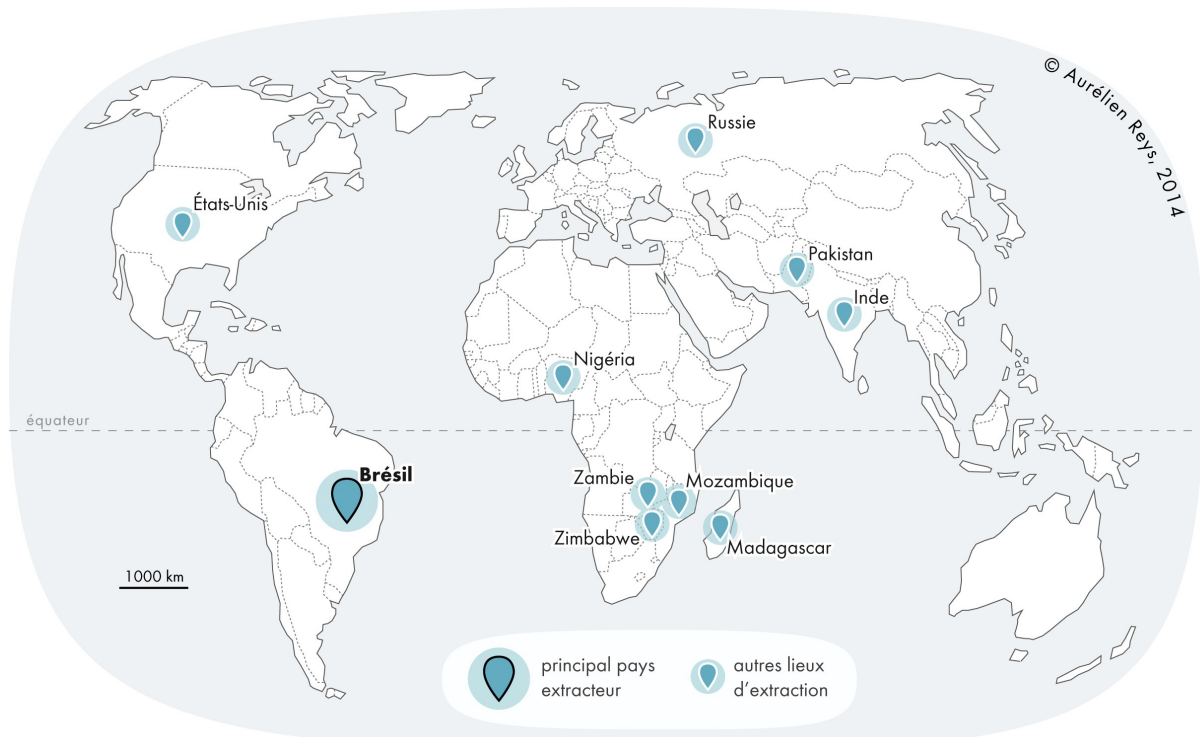 © Aurélien Reys, 2014
Russie
États-Unis
Pakistan
Inde
Nigéria
équateur
Brésil
Zambie
Mozambique
Zimbabwe
Madagascar
1000 km
principal pays
extracteur
autres lieux
d'extraction